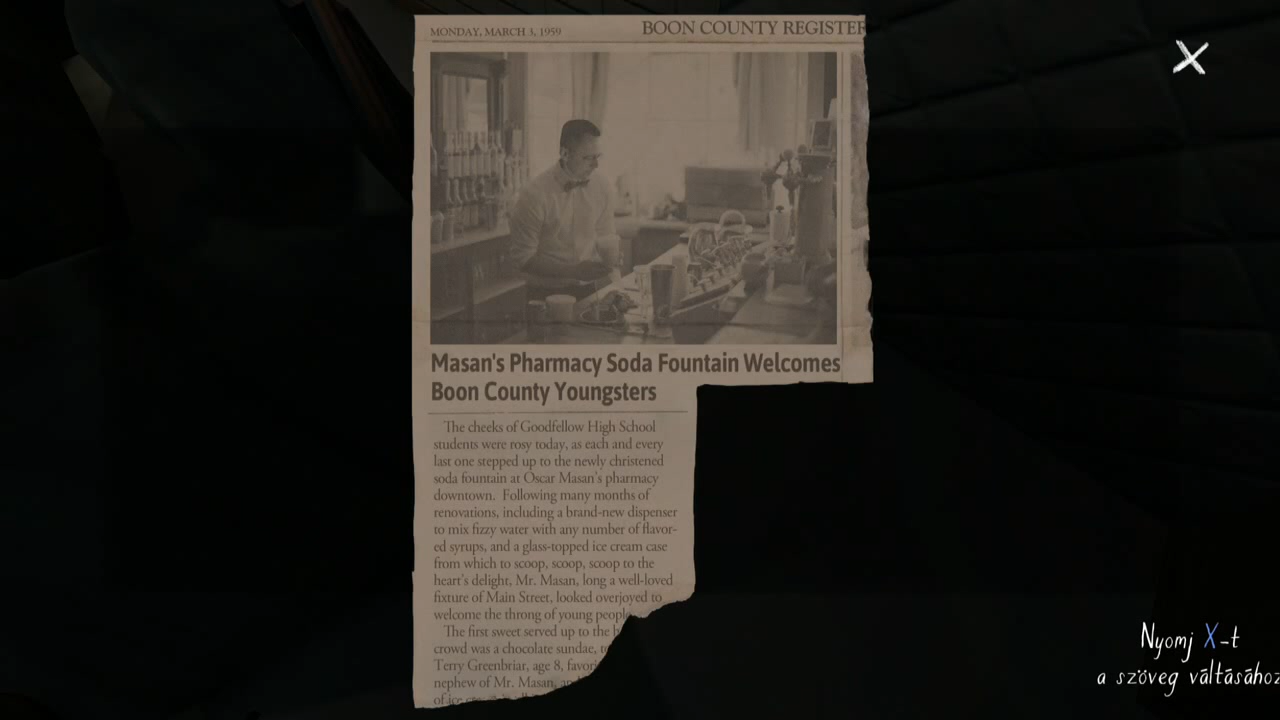 MONDAY, MARCH 3, 1959
BOON COUNTY REGISTER
Masan's Pharmacy Soda Fountain Welcomes
Boon County Youngsters
The cheeks of Goodfellow High School
students were rosy today, as each and every
last one stepped up to the newly christened
soda fountain at Oscar Masan's pharmacy
downtown. Following many months of
renovations, including a brand-new dispenser
to mix fizzy water with any number of flavor-
ed syrups, and a glass-topped ice cream case
from which to scoop, scoop, scoop to the
heart's delight, Mr. Masan, long a well-loved
fixture of Main Street, looked overjoyed to
welcome the throng of young people
The first sweet served up to the
crowd was a chocolate sundae,
Terry Greenbriar, age 8,
nephew of Mr. Masan,
of
Nyomj X-t
a szöveg váltásához